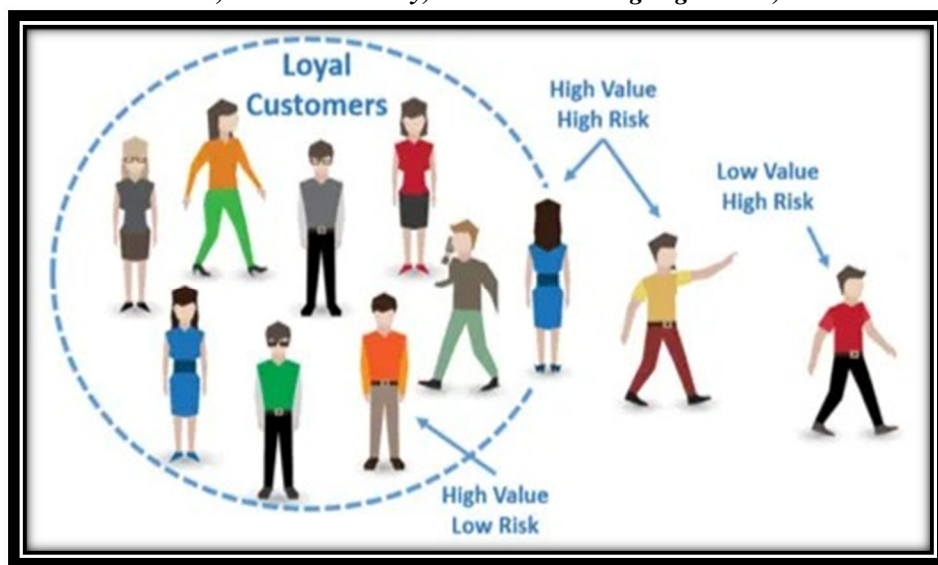 Loyal
Customers
High Value
High Risk
Low Value
High Risk
High Value
Low Risk